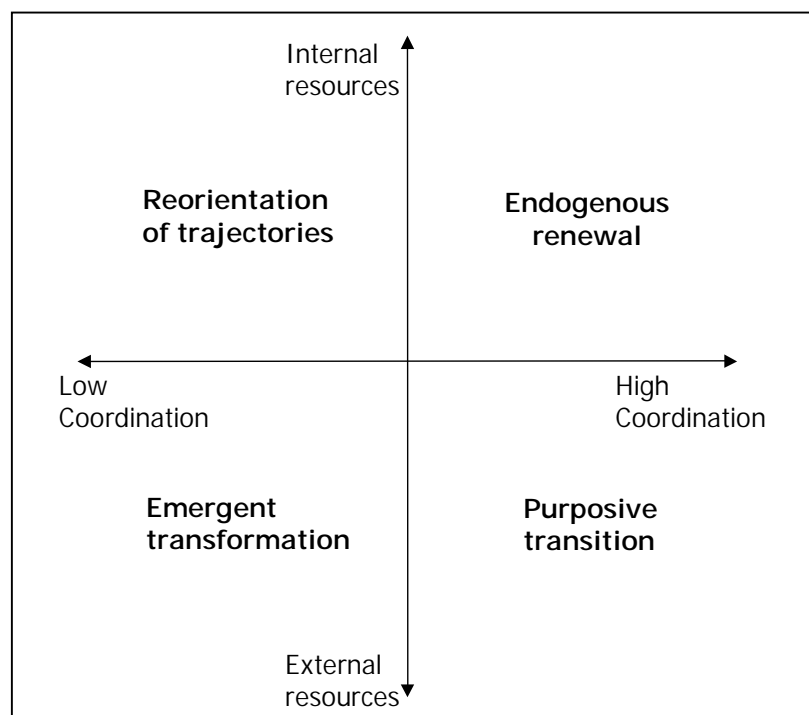 Internal
resources
Reorientation
of trajectories
Endogenous
renewal
Low
Coordination
High
Coordination
Emergent
transformation
Purposive
transition
External
resources